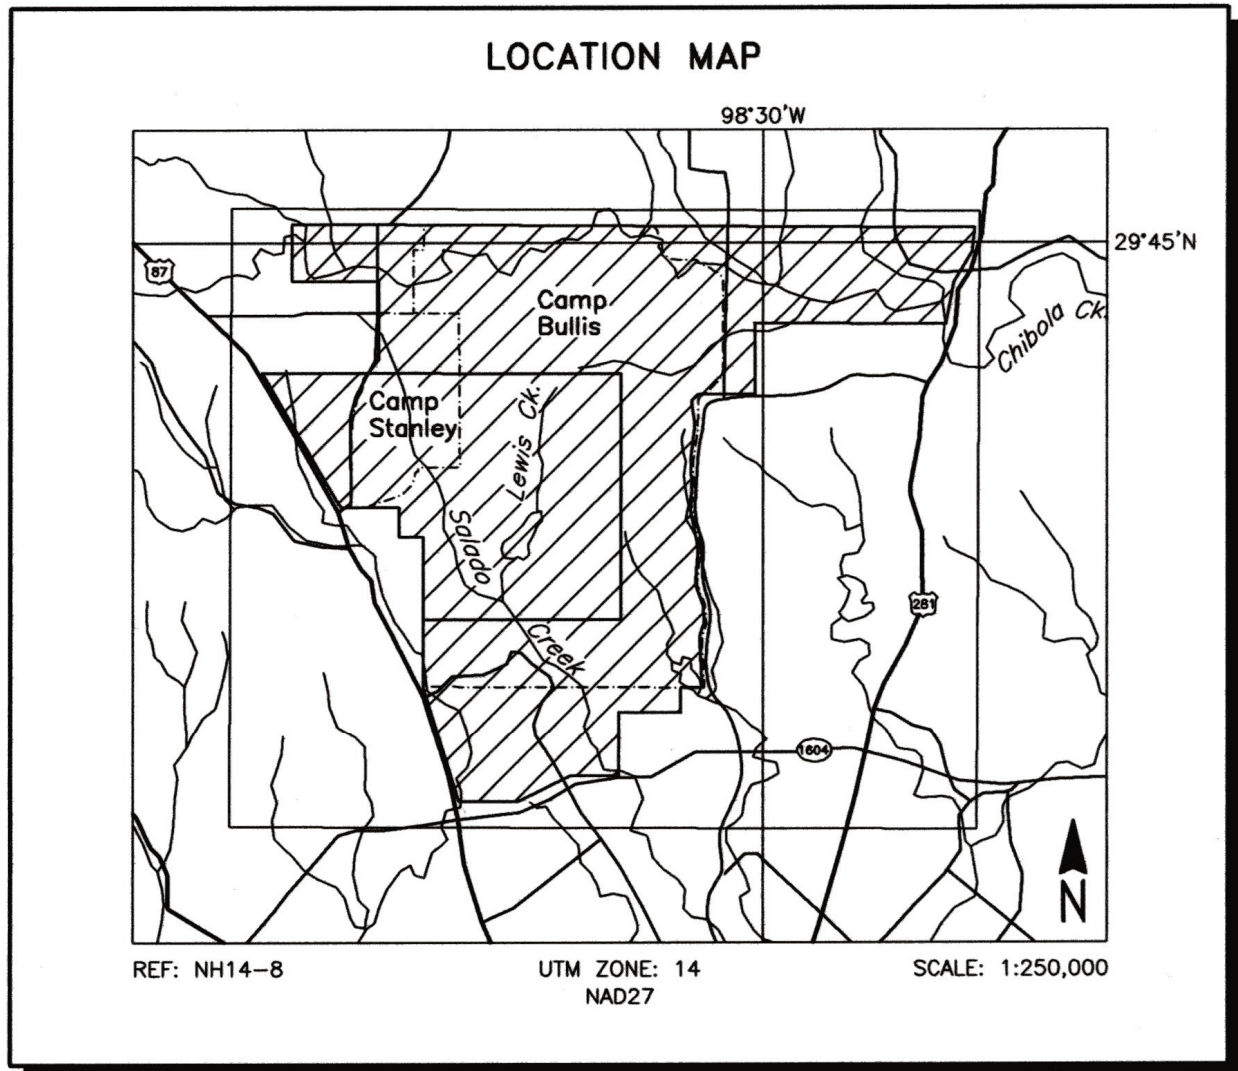 LOCATION MAP
98°30'W
29°45'N
87
Camp
Bullis
Chibola Ck.
Camp
Stanley
Lewis Ck.
Salado
Creek
281
1604
N
REF: NH14-8
UTM ZONE: 14
SCALE: 1:250,000
NAD27